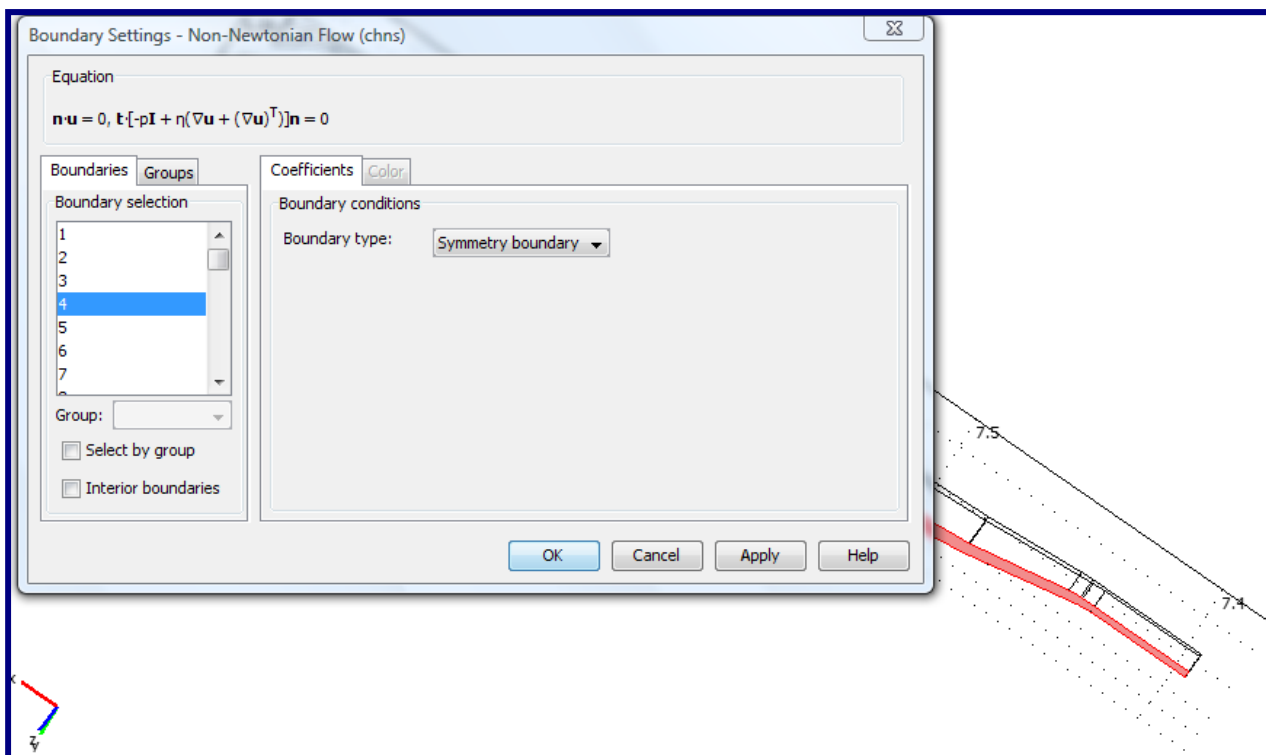 Boundary Settings - Non-Newtonian Flow (chns)
Equation
n·u = 0, t·[-pI + η(∇u + (∇u)ᵀ)]n = 0
Boundaries Groups
Coefficients Color
Boundary selection
1
2
3
4
5
6
7
Group:
Select by group
Interior boundaries
Boundary conditions
Boundary type: Symmetry boundary
OK Cancel Apply Help
7.5
7.4
x
z
y